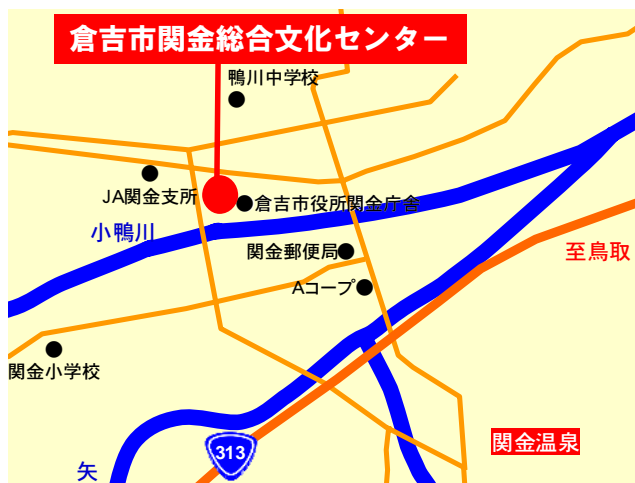 倉吉市関金総合文化センター
鴨川中学校
JA関金支所
倉吉市役所関金庁舎
小鴨川
関金郵便局
至鳥取
Aコープ
関金小学校
関金温泉
313
矢